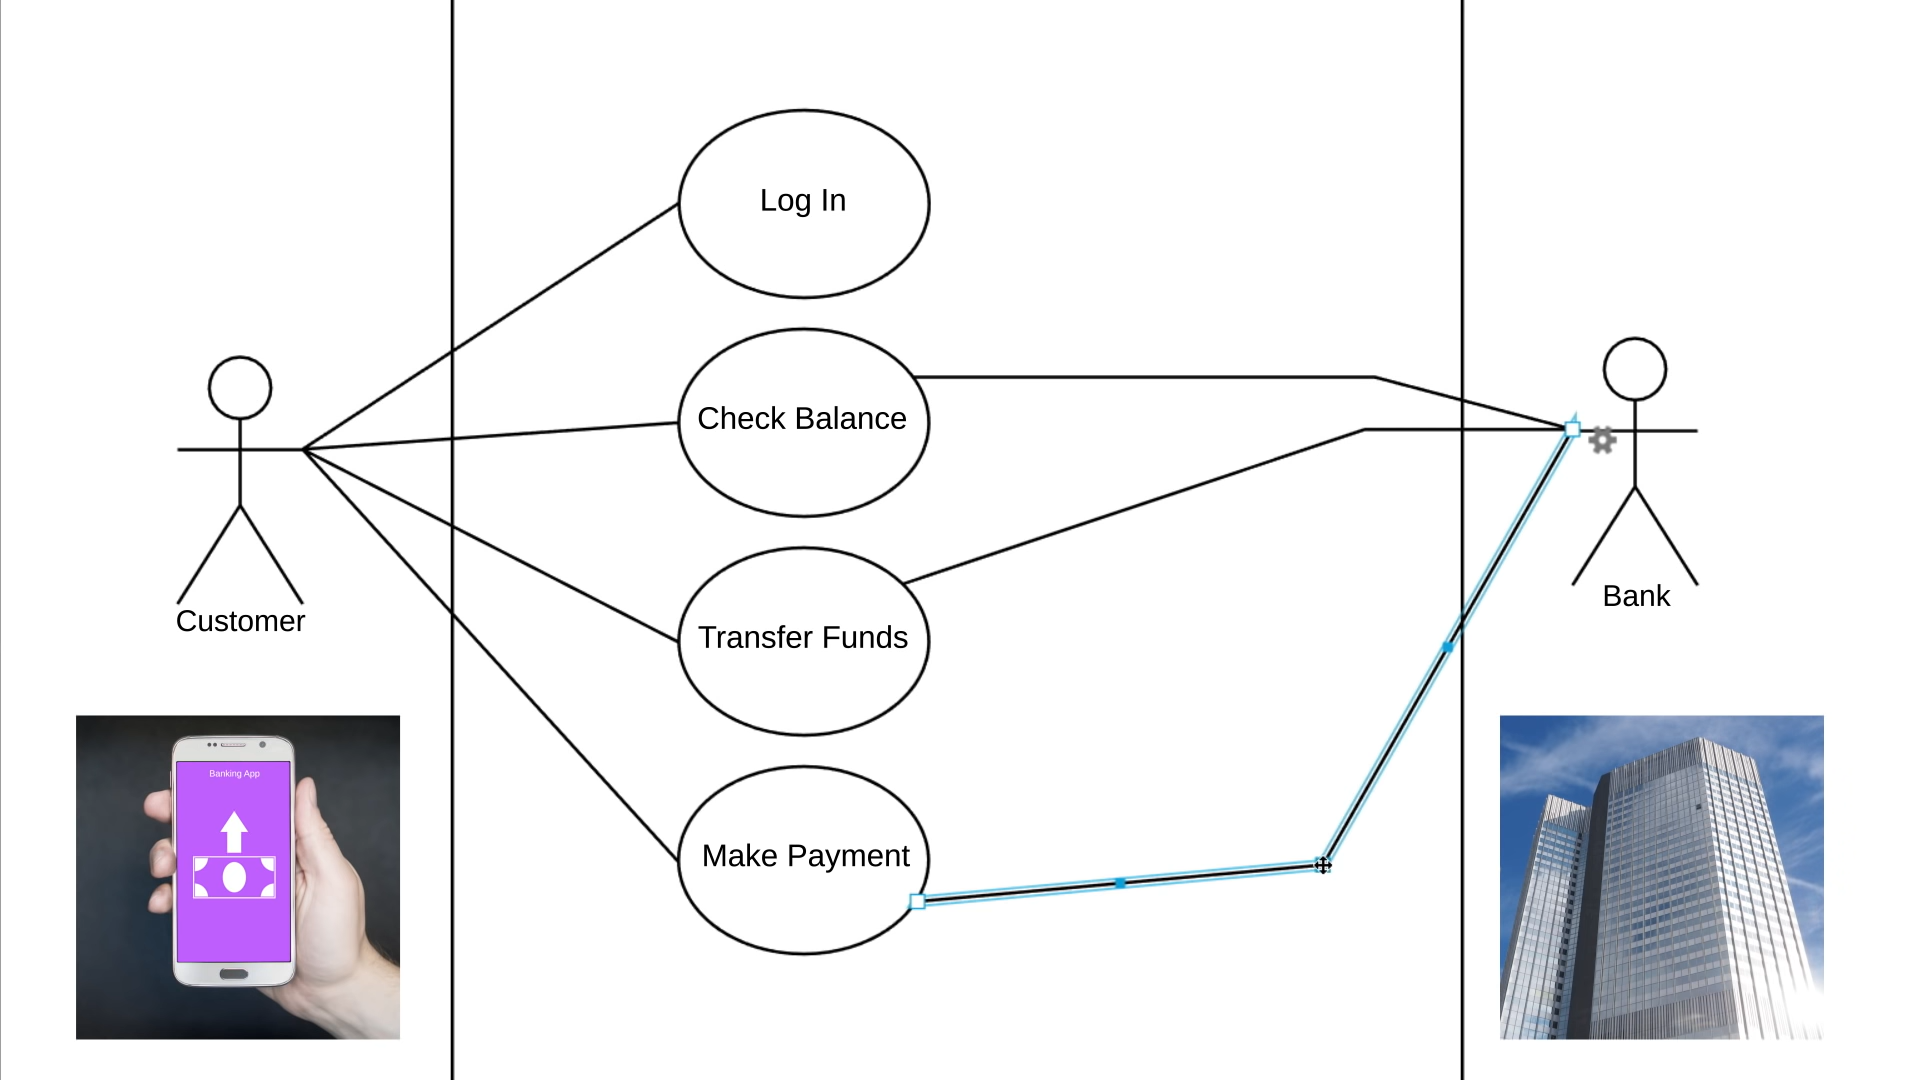 Log In
Check Balance
Customer
Transfer Funds
Bank
Banking App
Make Payment